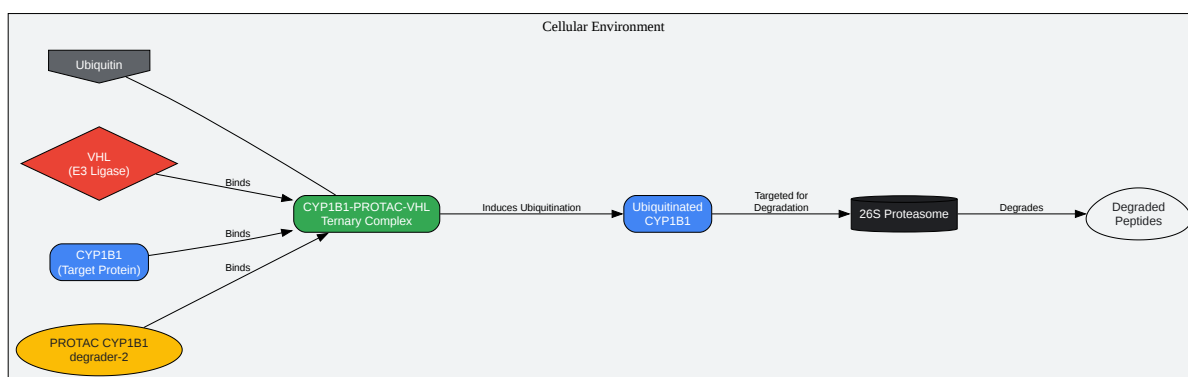 Cellular Environment
Ubiquitin
VHL
(E3 Ligase)
Binds
CYP1B1
(Target Protein)
Binds
PROTAC CYP1B1
degrader-2
Binds
CYP1B1-PROTAC-VHL
Ternary Complex
Induces Ubiquitination
Ubiquitinated
CYP1B1
Targeted for
Degradation
26S Proteasome
Degrades
Degraded
Peptides